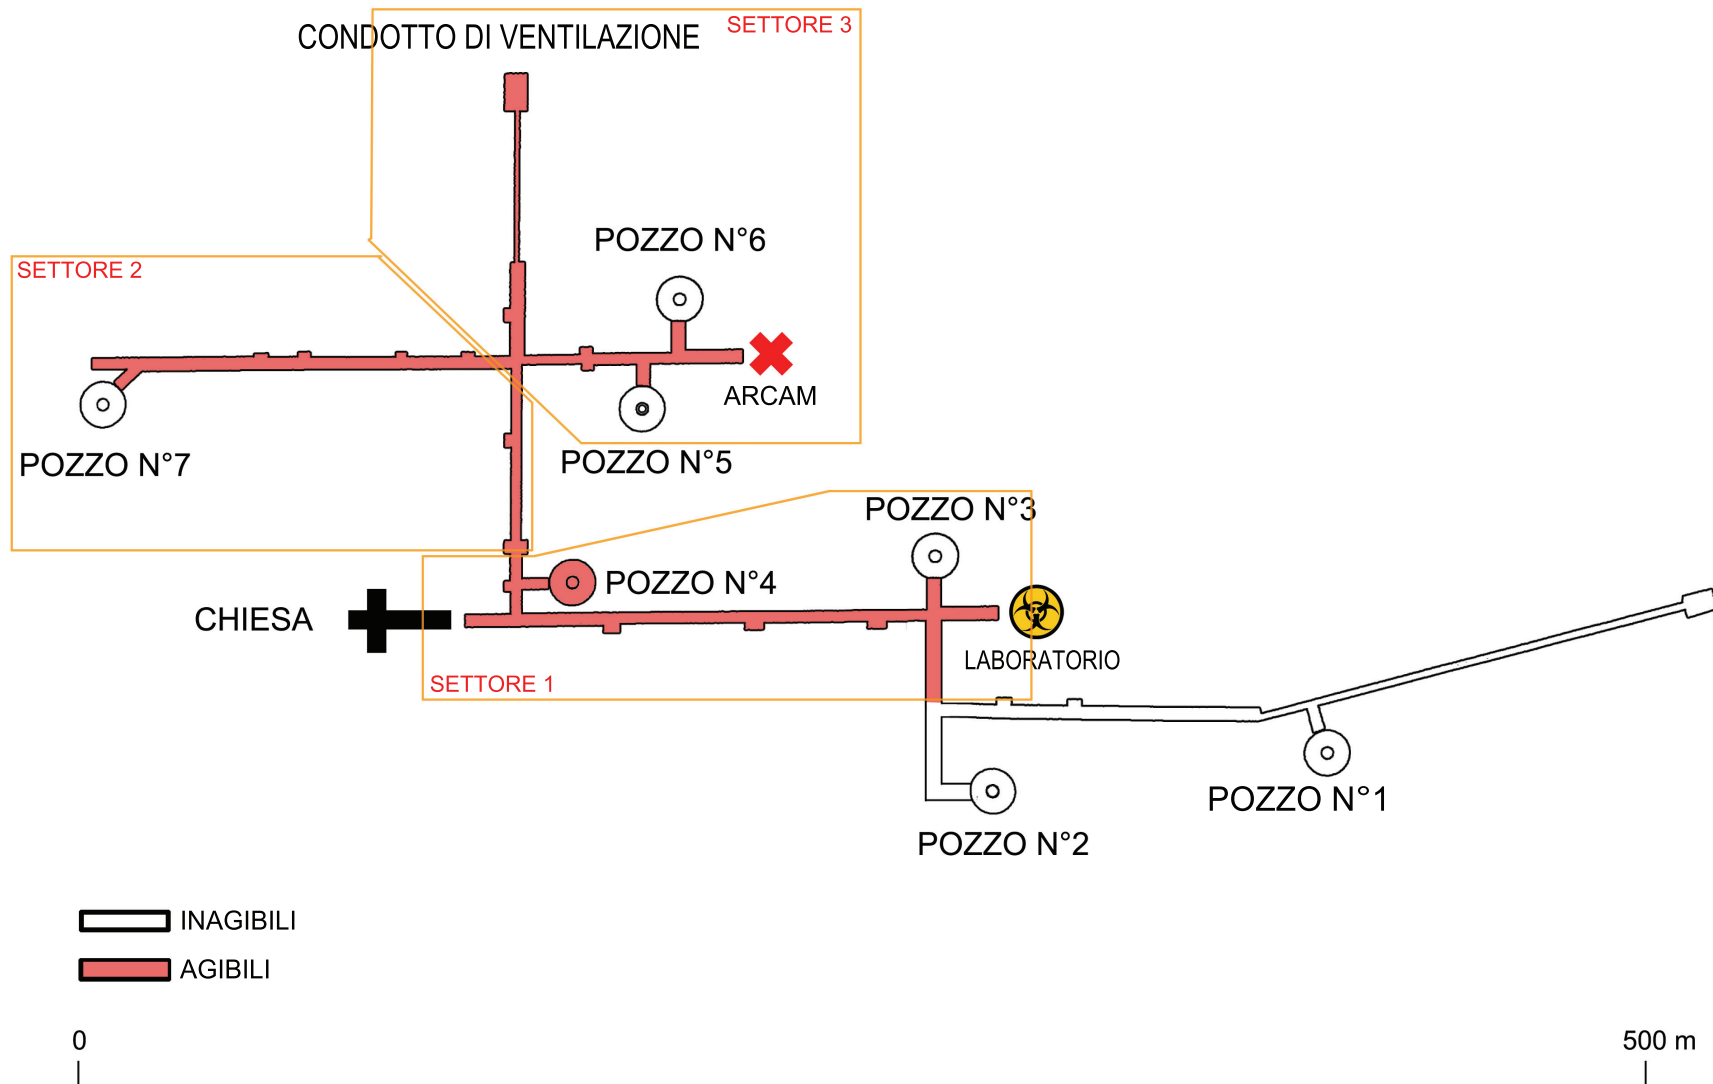 SETTORE 3
CONDOTTO DI VENTILAZIONE
POZZO N°6
SETTORE 2
ARCAM
POZZO N°7
POZZO N°5
POZZO N°3
POZZO N°4
CHIESA
LABORATORIO
SETTORE 1
POZZO N°1
POZZO N°2
INAGIBILI
AGIBILI
0
500 m